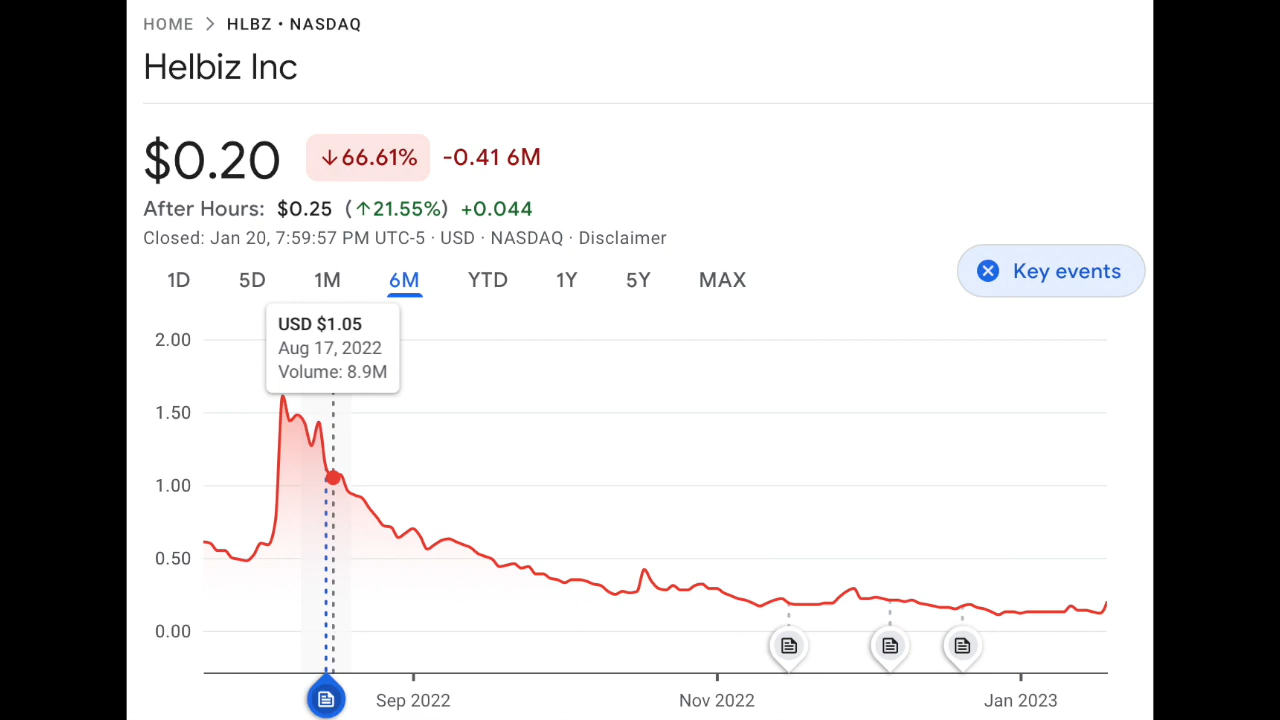 HOME > HLBZ • NASDAQ
Helbiz Inc
$0.20 ↓66.61% -0.41 6M
After Hours: $0.25 (↑21.55%) +0.044
Closed: Jan 20, 7:59:57 PM UTC-5 · USD · NASDAQ · Disclaimer
Key events
1D 5D 1M 6M YTD 1Y 5Y MAX
USD $1.05
Aug 17, 2022
Volume: 8.9M
2.00
1.50
1.00
0.50
0.00
Sep 2022 Nov 2022 Jan 2023